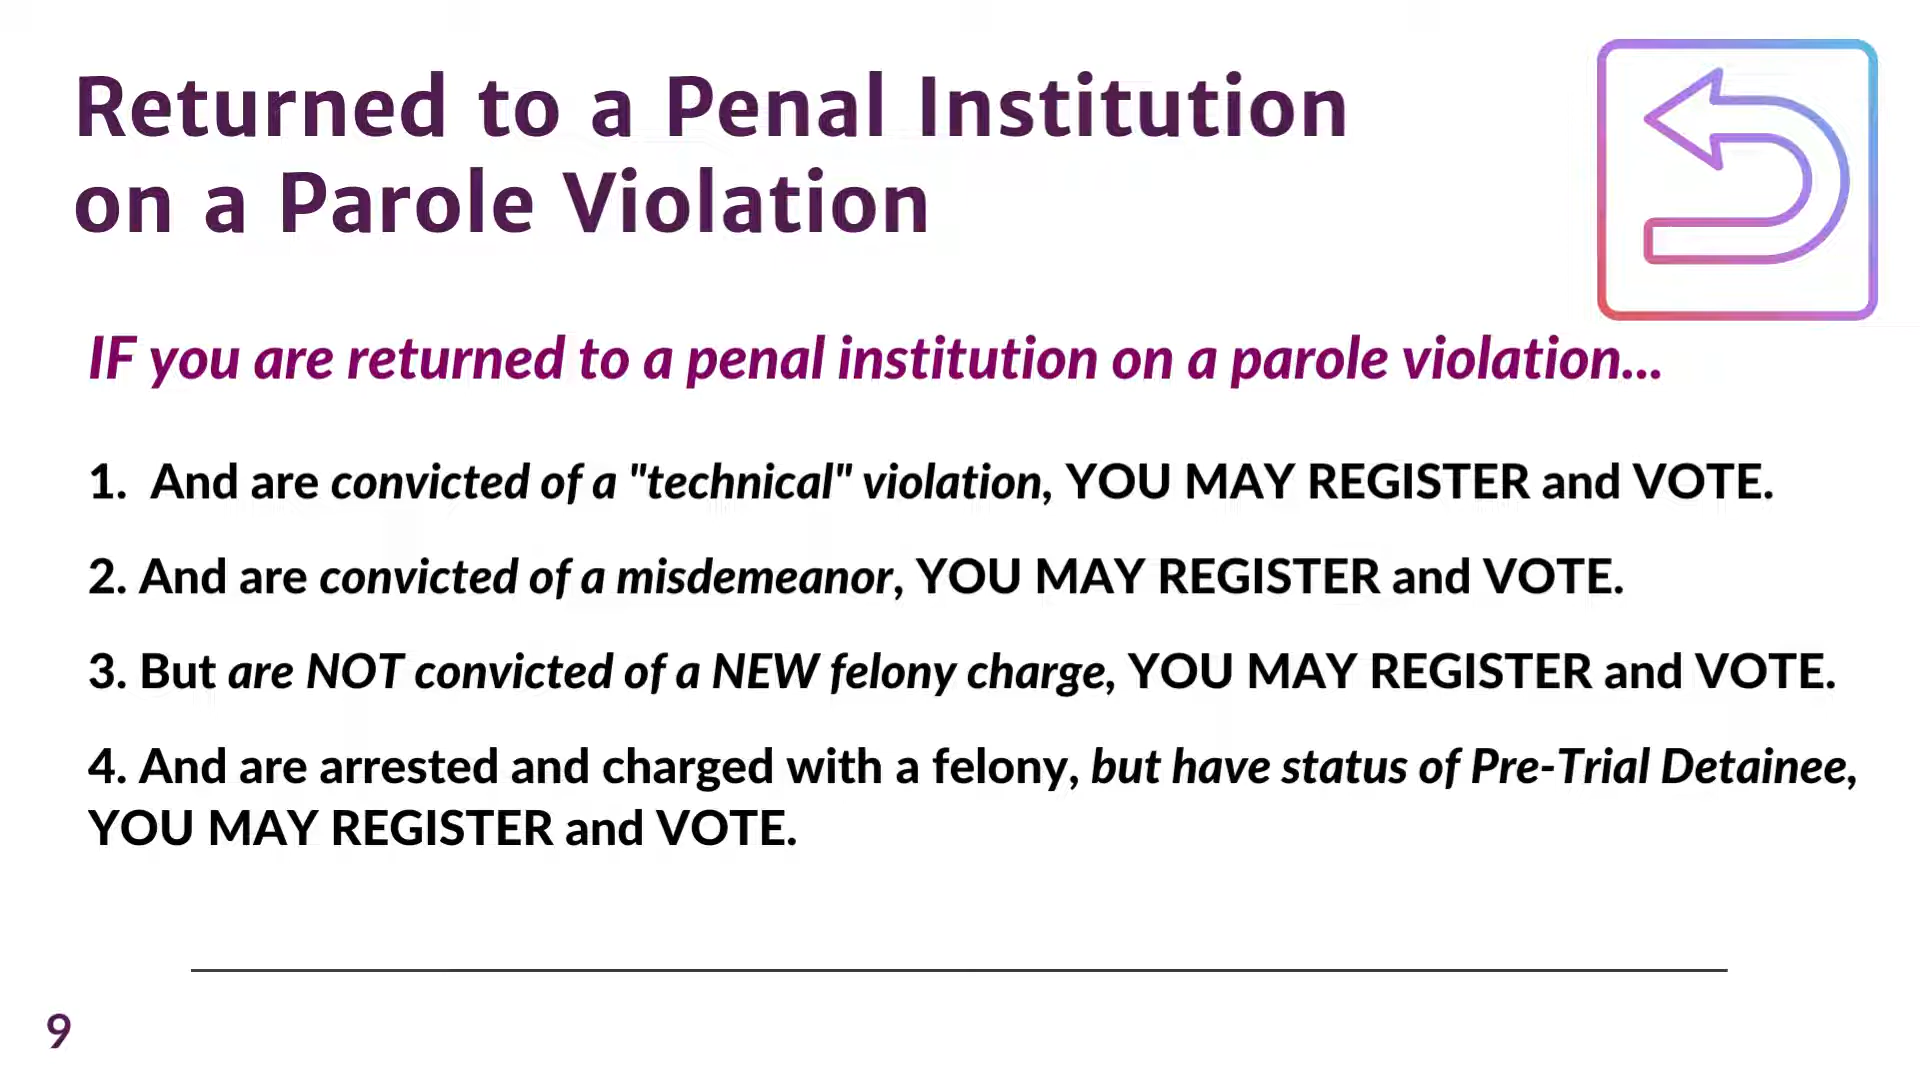 Returned to a Penal Institution
on a Parole Violation
IF you are returned to a penal institution on a parole violation...
1. And are convicted of a "technical" violation, YOU MAY REGISTER and VOTE.
2. And are convicted of a misdemeanor, YOU MAY REGISTER and VOTE.
3. But are NOT convicted of a NEW felony charge, YOU MAY REGISTER and VOTE.
4. And are arrested and charged with a felony, but have status of Pre-Trial Detainee,
YOU MAY REGISTER and VOTE.
9